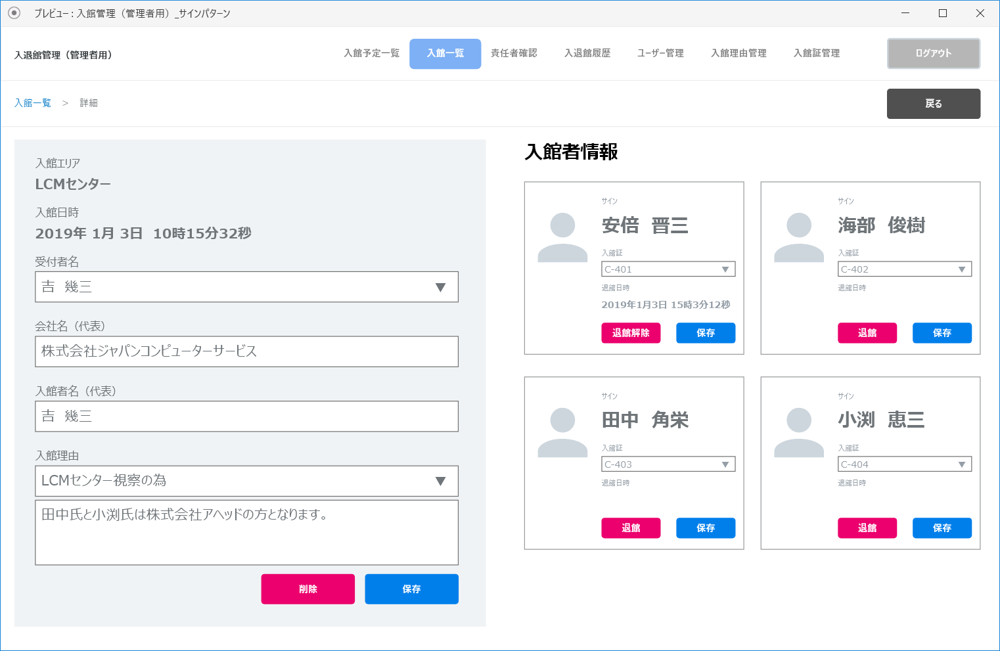 プレビュー：入館管理（管理者用）_サインパターン
入退館管理（管理者用）
入館予定一覧
入館一覧
責任者確認
入退館履歴
ユーザー管理
入館理由管理
入館証管理
ログアウト
入館一覧 > 詳細
戻る
入館エリア
LCMセンター
入館日時
2019年 1月 3日 10時15分32秒
受付者名
吉　幾三
▼
会社名（代表）
株式会社ジャパンコンピューターサービス
入館者名（代表）
吉　幾三
入館理由
LCMセンター視察の為
▼
田中氏と小渕氏は株式会社アヘッドの方となります。
削除
保存
入館者情報
サイン
安倍　晋三
入館証
C-401
▼
退館日時
2019年1月3日 15時3分12秒
退館解除
保存
サイン
海部　俊樹
入館証
C-402
▼
退館日時
退館
保存
サイン
田中　角栄
入館証
C-403
▼
退館日時
退館
保存
サイン
小渕　恵三
入館証
C-404
▼
退館日時
退館
保存